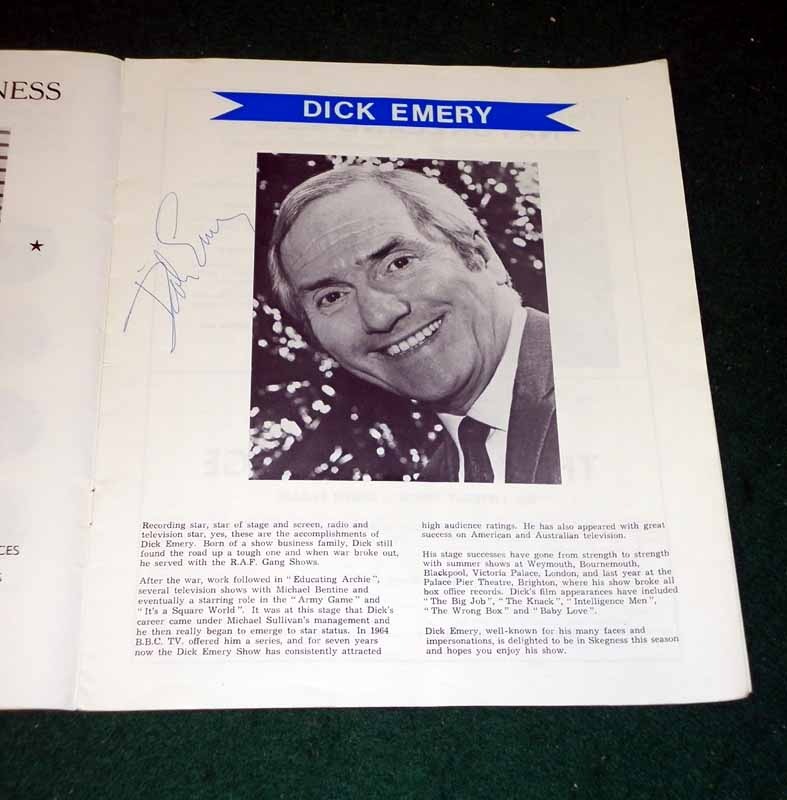 NESS
CES
DICK EMERY
Dick Emery
Recording star, star of stage and screen, radio and
television star, yes, these are the accomplishments of
Dick Emery. Born of a show business family, Dick still
found the road up a tough one and when war broke out,
he served with the R.A.F. Gang Shows.
After the war, work followed in "Educating Archie",
several television shows with Michael Bentine and
eventually a starring role in the "Army Game" and
"It's a Square World". It was at this stage that Dick's
career came under Michael Sullivan's management and
he then really began to emerge to star status. In 1964
B.B.C. TV. offered him a series, and for seven years
now the Dick Emery Show has consistently attracted
high audience ratings. He has also appeared with great
success on American and Australian television.
His stage successes have gone from strength to strength
with summer shows at Weymouth, Bournemouth,
Blackpool, Victoria Palace, London, and last year at the
Palace Pier Theatre, Brighton, where his show broke all
box office records. Dick's film appearances have included
"The Big Job", "The Knack", "Intelligence Men",
"The Wrong Box" and "Baby Love".
Dick Emery, well-known for his many faces and
impersonations, is delighted to be in Skegness this season
and hopes you enjoy his show.